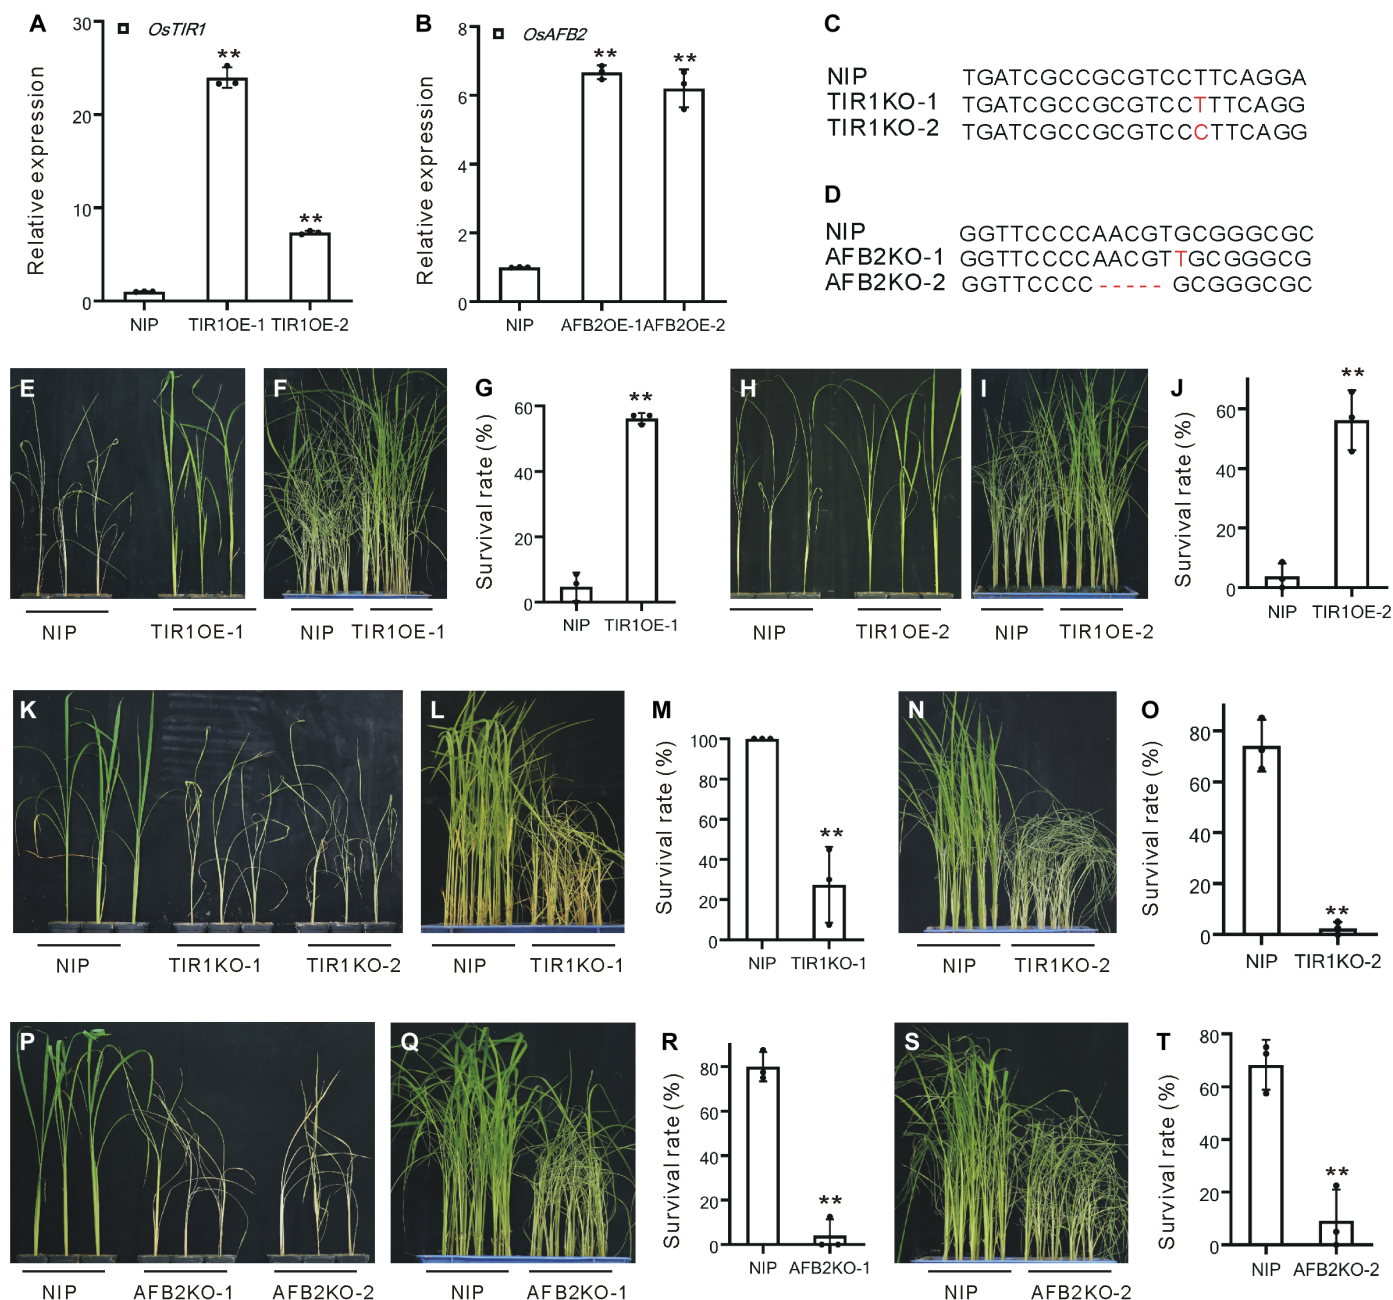 A
OsTIR1
Relative expression
30
20
10
0
**
**
NIP
TIR1OE-1
TIR1OE-2
B
OsAFB2
Relative expression
8
6
4
2
0
**
**
NIP
AFB2OE-1
AFB2OE-2
C
NIP TGATCGCCGCGTCCTTCAGGA
TIR1KO-1 TGATCGCCGCGTCCTTTCAGG
TIR1KO-2 TGATCGCCGCGTCCCTTCAGG
D
NIP GGTTCCCCAACGTGCGGGCGC
AFB2KO-1 GGTTCCCCAACGTTGCGGGCG
AFB2KO-2 GGTTCCCC-----GCGGGCGC
E
NIP
TIR1OE-1
F
NIP
TIR1OE-1
G
Survival rate (%)
60
40
20
0
**
NIP
TIR1OE-1
H
NIP
TIR1OE-2
I
NIP
TIR1OE-2
J
Survival rate (%)
60
40
20
0
**
NIP
TIR1OE-2
K
NIP
TIR1KO-1
TIR1KO-2
L
NIP
TIR1KO-1
M
Survival rate (%)
100
80
60
40
20
0
**
NIP
TIR1KO-1
N
NIP
TIR1KO-2
O
Survival rate (%)
80
60
40
20
0
**
NIP
TIR1KO-2
P
NIP
AFB2KO-1
AFB2KO-2
Q
NIP
AFB2KO-1
R
Survival rate (%)
80
60
40
20
0
**
NIP
AFB2KO-1
S
NIP
AFB2KO-2
T
Survival rate (%)
80
60
40
20
0
**
NIP
AFB2KO-2